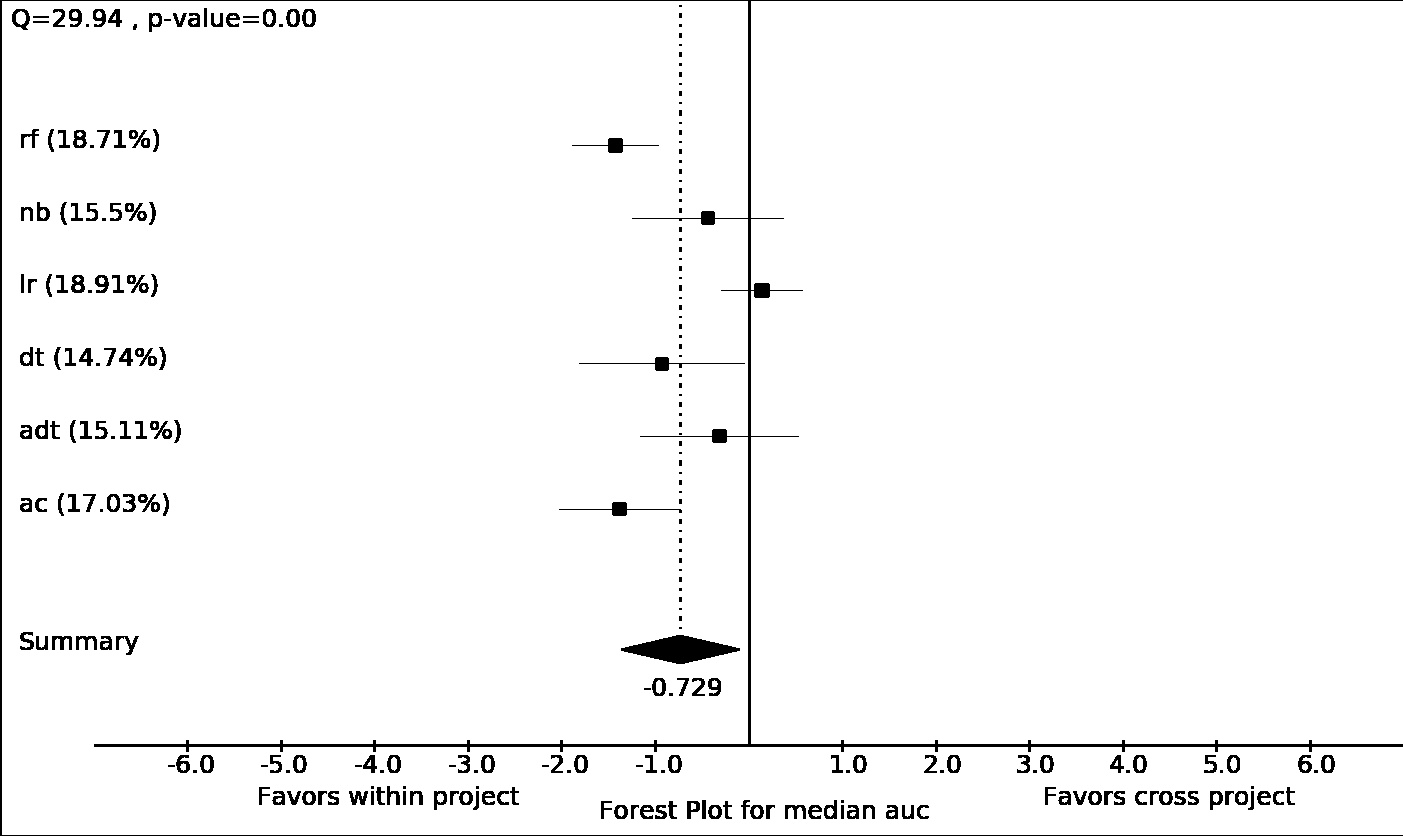 Q=29.94 , p-value=0.00
rf (18.71%)
nb (15.5%)
lr (18.91%)
dt (14.74%)
adt (15.11%)
ac (17.03%)
Summary
-0.729
-6.0 -5.0 -4.0 -3.0 -2.0 -1.0 1.0 2.0 3.0 4.0 5.0 6.0
Favors within project Forest Plot for median auc Favors cross project